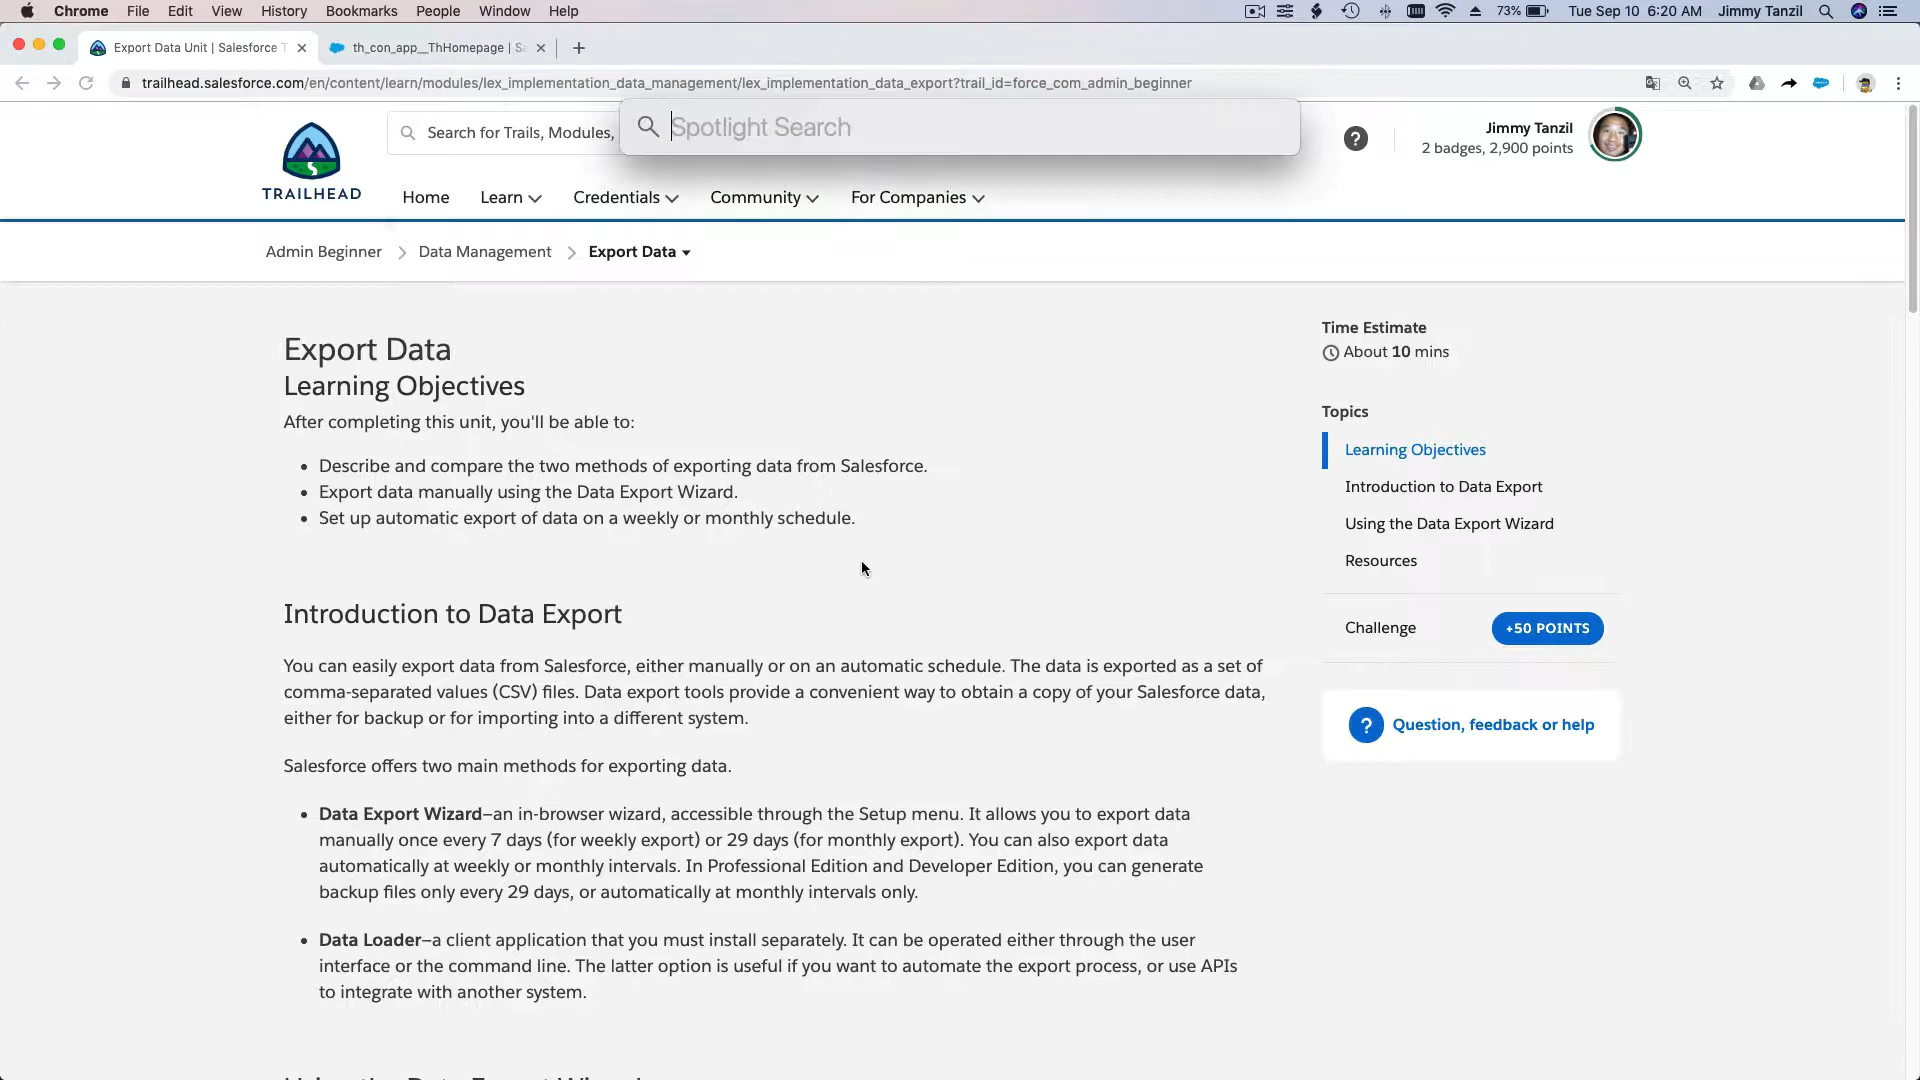 Chrome File Edit View History Bookmarks People Window Help 73% Tue Sep 10 6:20 AM Jimmy Tanzil
Export Data Unit | Salesforce T
th_con_app__ThHomepage | Sa
trailhead.salesforce.com/en/content/learn/modules/lex_implementation_data_management/lex_implementation_data_export?trail_id=force_com_admin_beginner
Search for Trails, Modules,
Spotlight Search
Jimmy Tanzil
2 badges, 2,900 points
TRAILHEAD
Home Learn Credentials Community For Companies
Admin Beginner > Data Management > Export Data
Export Data
Learning Objectives
After completing this unit, you'll be able to:
• Describe and compare the two methods of exporting data from Salesforce.
• Export data manually using the Data Export Wizard.
• Set up automatic export of data on a weekly or monthly schedule.
Introduction to Data Export
You can easily export data from Salesforce, either manually or on an automatic schedule. The data is exported as a set of
comma-separated values (CSV) files. Data export tools provide a convenient way to obtain a copy of your Salesforce data,
either for backup or for importing into a different system.
Salesforce offers two main methods for exporting data.
• Data Export Wizard—an in-browser wizard, accessible through the Setup menu. It allows you to export data
manually once every 7 days (for weekly export) or 29 days (for monthly export). You can also export data
automatically at weekly or monthly intervals. In Professional Edition and Developer Edition, you can generate
backup files only every 29 days, or automatically at monthly intervals only.
• Data Loader—a client application that you must install separately. It can be operated either through the user
interface or the command line. The latter option is useful if you want to automate the export process, or use APIs
to integrate with another system.
Time Estimate
About 10 mins
Topics
Learning Objectives
Introduction to Data Export
Using the Data Export Wizard
Resources
Challenge +50 POINTS
? Question, feedback or help